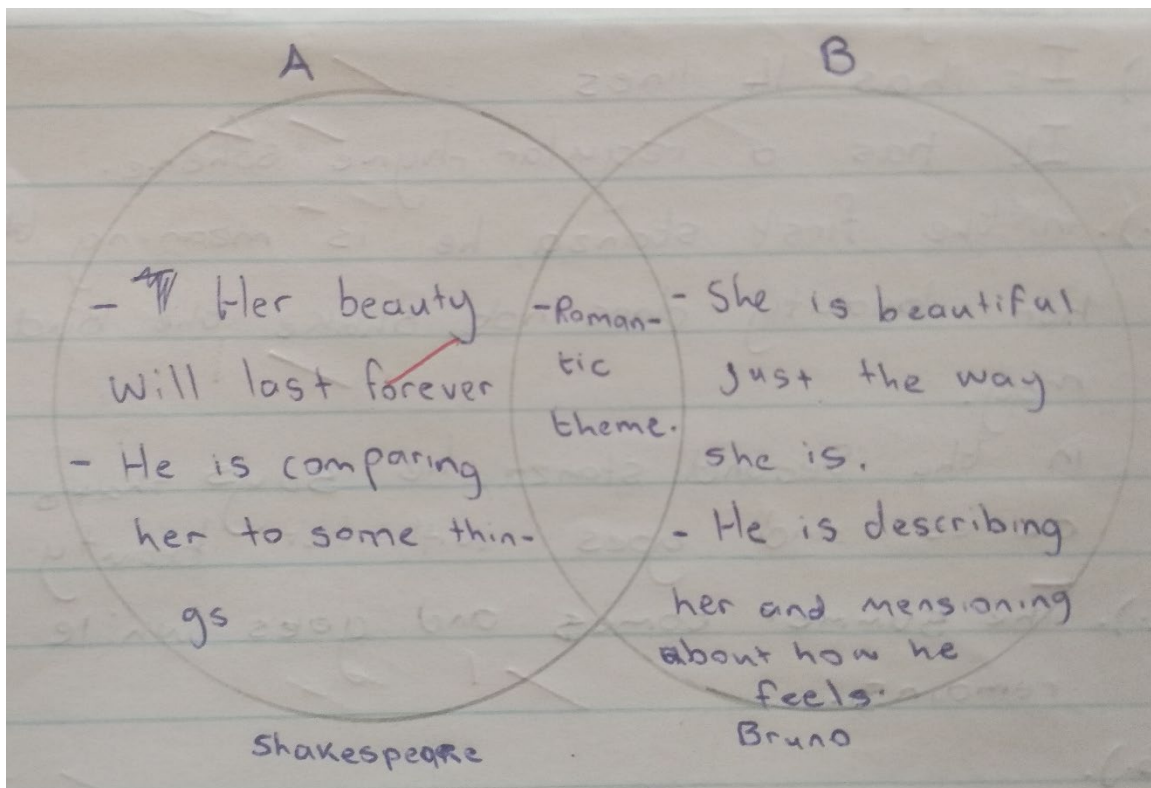 A
B
- Her beauty
will last forever
- He is comparing
her to some thin-
gs
- Roman-
tic
theme.
- She is beautiful
just the way
she is.
- He is describing
her and mensioning
about how he
feels.
Shakespeare
Bruno